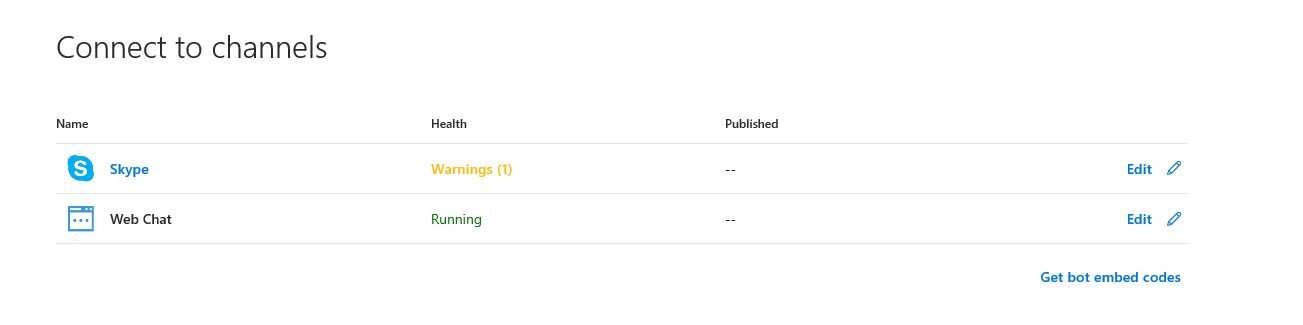 Connect to channels
Name Health Published
Skype Warnings (1) -- Edit
Web Chat Running -- Edit
Get bot embed codes